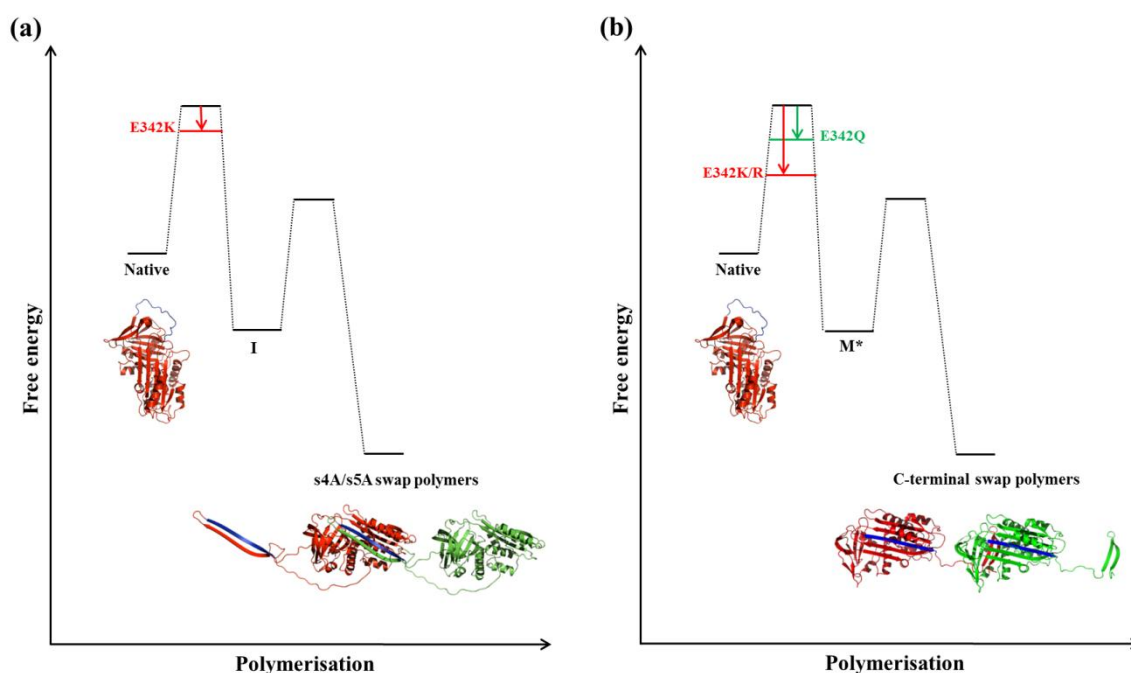 (a)
Free energy
E342K
Native
I
s4A/s5A swap polymers
Polymerisation
(b)
Free energy
E342Q
E342K/R
Native
M*
C-terminal swap polymers
Polymerisation